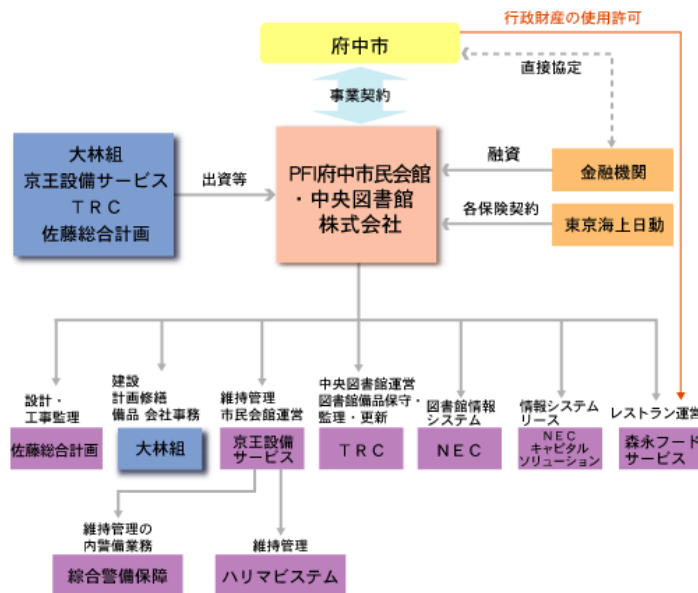 行政財産の使用許可
府中市
直接協定
事業契約
大林組
京王設備サービス
ＴＲＣ
佐藤総合計画
出資等
PFI府中市民会館
・中央図書館
株式会社
融資
金融機関
各保険契約
東京海上日動
設計・
工事監理
佐藤総合計画
建設
計画修繕
備品 会社事務
大林組
維持管理
市民会館運営
京王設備
サービス
中央図書館運営
図書館備品保守・
監理・更新
ＴＲＣ
図書館情報
システム
ＮＥＣ
情報システム
リース
ＮＥＣ
キャピタル
ソリューション
レストラン運営
森永フード
サービス
維持管理の
内警備業務
綜合警備保障
維持管理
ハリマビステム